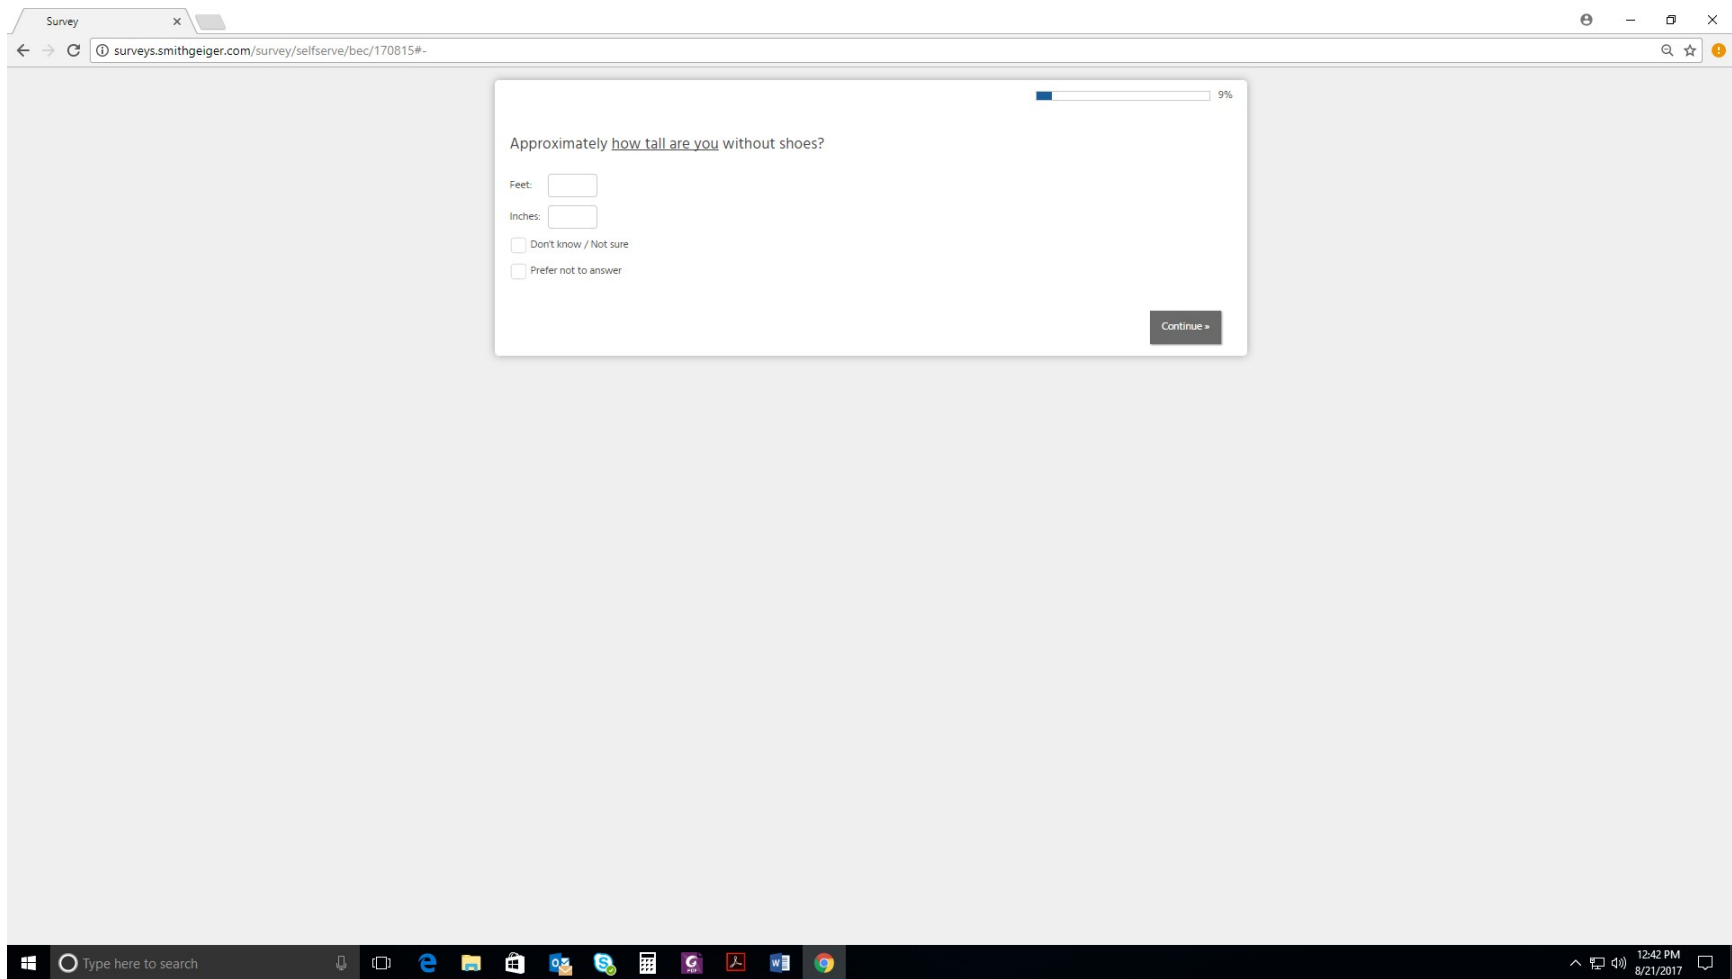 Survey
surveys.smithgeiger.com/survey/selfserve/bec/170815#-
9%
Approximately how tall are you without shoes?
Feet:
Inches:
Don't know / Not sure
Prefer not to answer
Continue »
Type here to search
12:42 PM
8/21/2017